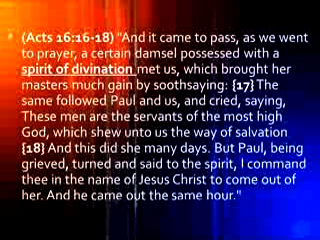 (Acts 16:16-18) "And it came to pass, as we went
to prayer, a certain damsel possessed with a
spirit of divination met us, which brought her
masters much gain by soothsaying: {17} The
same followed Paul and us, and cried, saying,
These men are the servants of the most high
God, which shew unto us the way of salvation
{18} And this did she many days. But Paul, being
grieved, turned and said to the spirit, I command
thee in the name of Jesus Christ to come out of
her. And he came out the same hour."